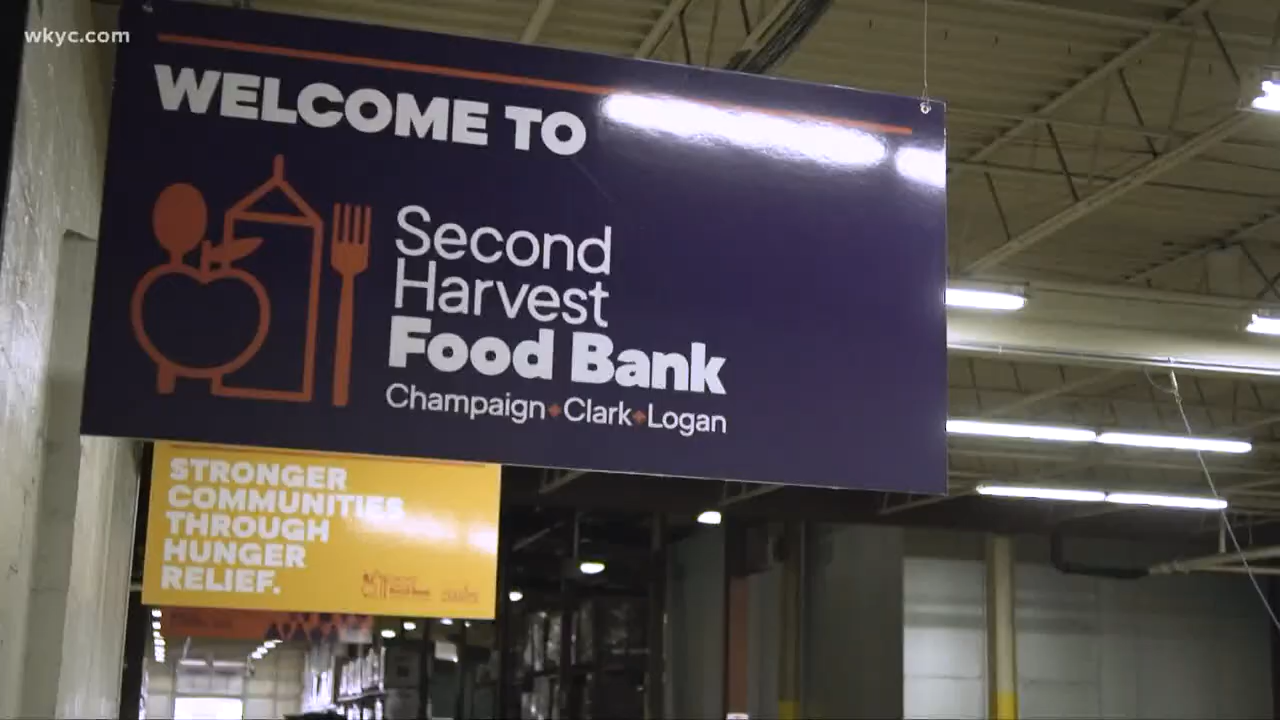 wkyc.com
WELCOME TO
Second
Harvest
Food Bank
Champaign Clark Logan
STRONGER
COMMUNITIES
THROUGH
HUNGER
RELIEF.